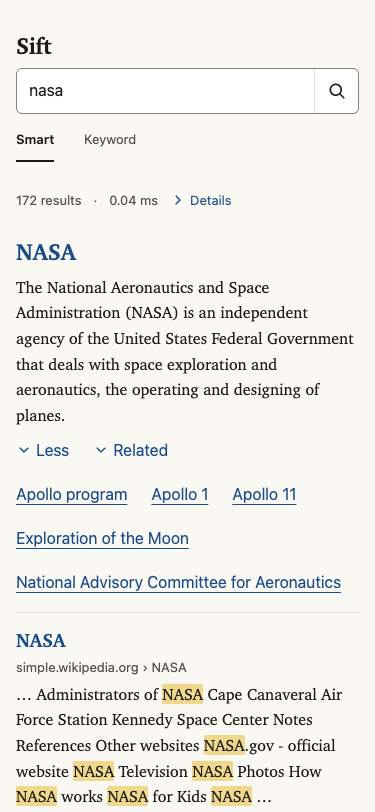 Sift
nasa
Smart Keyword
172 results · 0.04 ms Details
NASA
The National Aeronautics and Space
Administration (NASA) is an independent
agency of the United States Federal Government
that deals with space exploration and
aeronautics, the operating and designing of
planes.
Less Related
Apollo program Apollo 1 Apollo 11
Exploration of the Moon
National Advisory Committee for Aeronautics
NASA
simple.wikipedia.org › NASA
… Administrators of NASA Cape Canaveral Air
Force Station Kennedy Space Center Notes
References Other websites NASA.gov - official
website NASA Television NASA Photos How
NASA works NASA for Kids NASA …